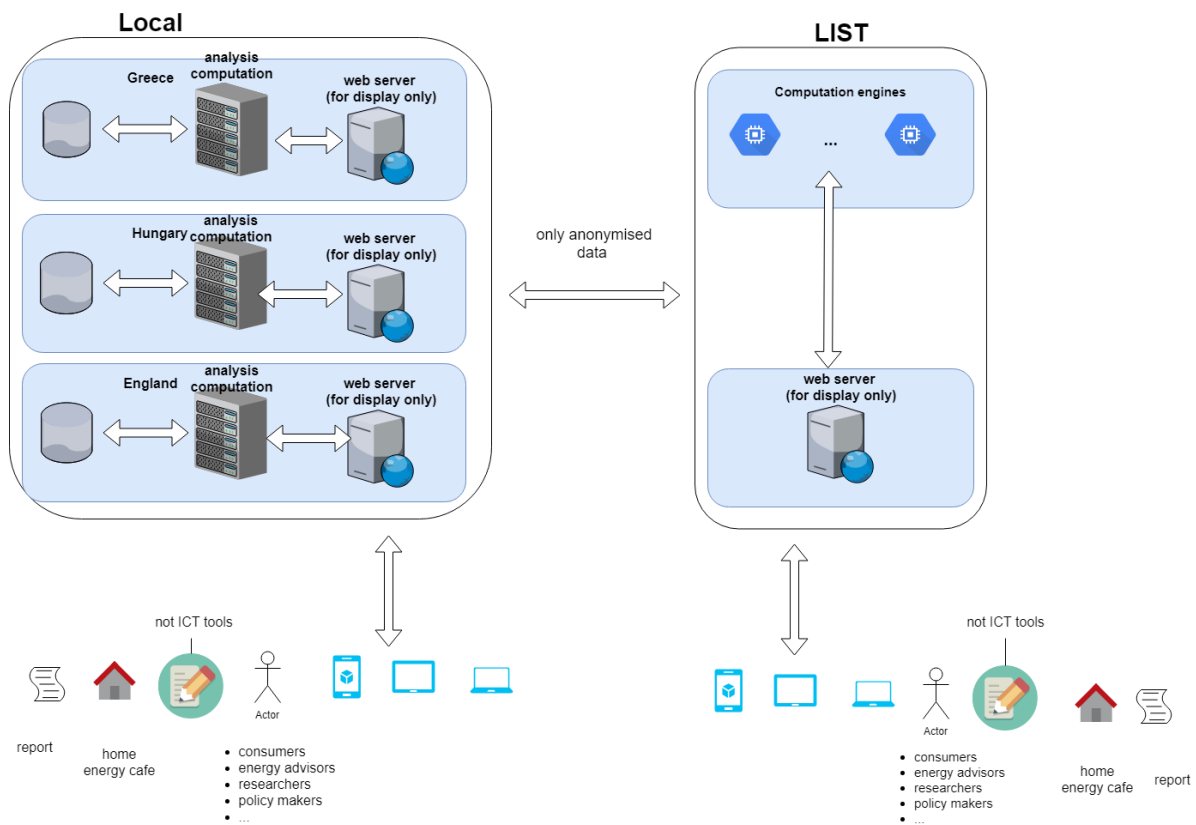 Local
Greece
analysis
computation
web server
(for display only)
Hungary
analysis
computation
web server
(for display only)
England
analysis
computation
web server
(for display only)
only anonymised
data
LIST
Computation engines
...
web server
(for display only)
not ICT tools
Actor
report
home
energy cafe
• consumers
• energy advisors
• researchers
• policy makers
• ...
not ICT tools
Actor
• consumers
• energy advisors
• researchers
• policy makers
• ...
home
energy cafe
report